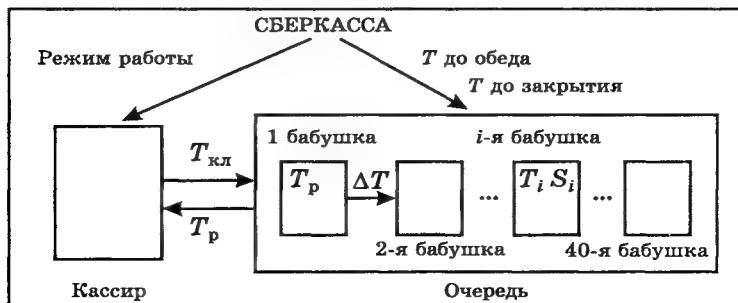 СБЕРКАССА
Режим работы
T до обеда
T до закрытия
1 бабушка
i-я бабушка
Tкл
Tр
Tр
ΔT
...
Ti Si
...
2-я бабушка
40-я бабушка
Кассир
Очередь